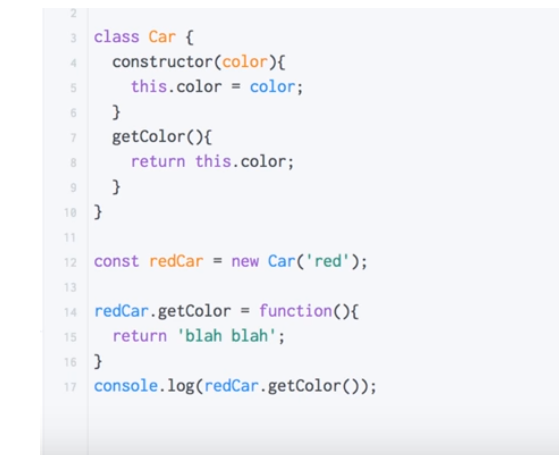 2
3 class Car {
4   constructor(color){
5     this.color = color;
6   }
7   getColor(){
8     return this.color;
9   }
10 }
11
12 const redCar = new Car('red');
13
14 redCar.getColor = function(){
15   return 'blah blah';
16 }
17 console.log(redCar.getColor());